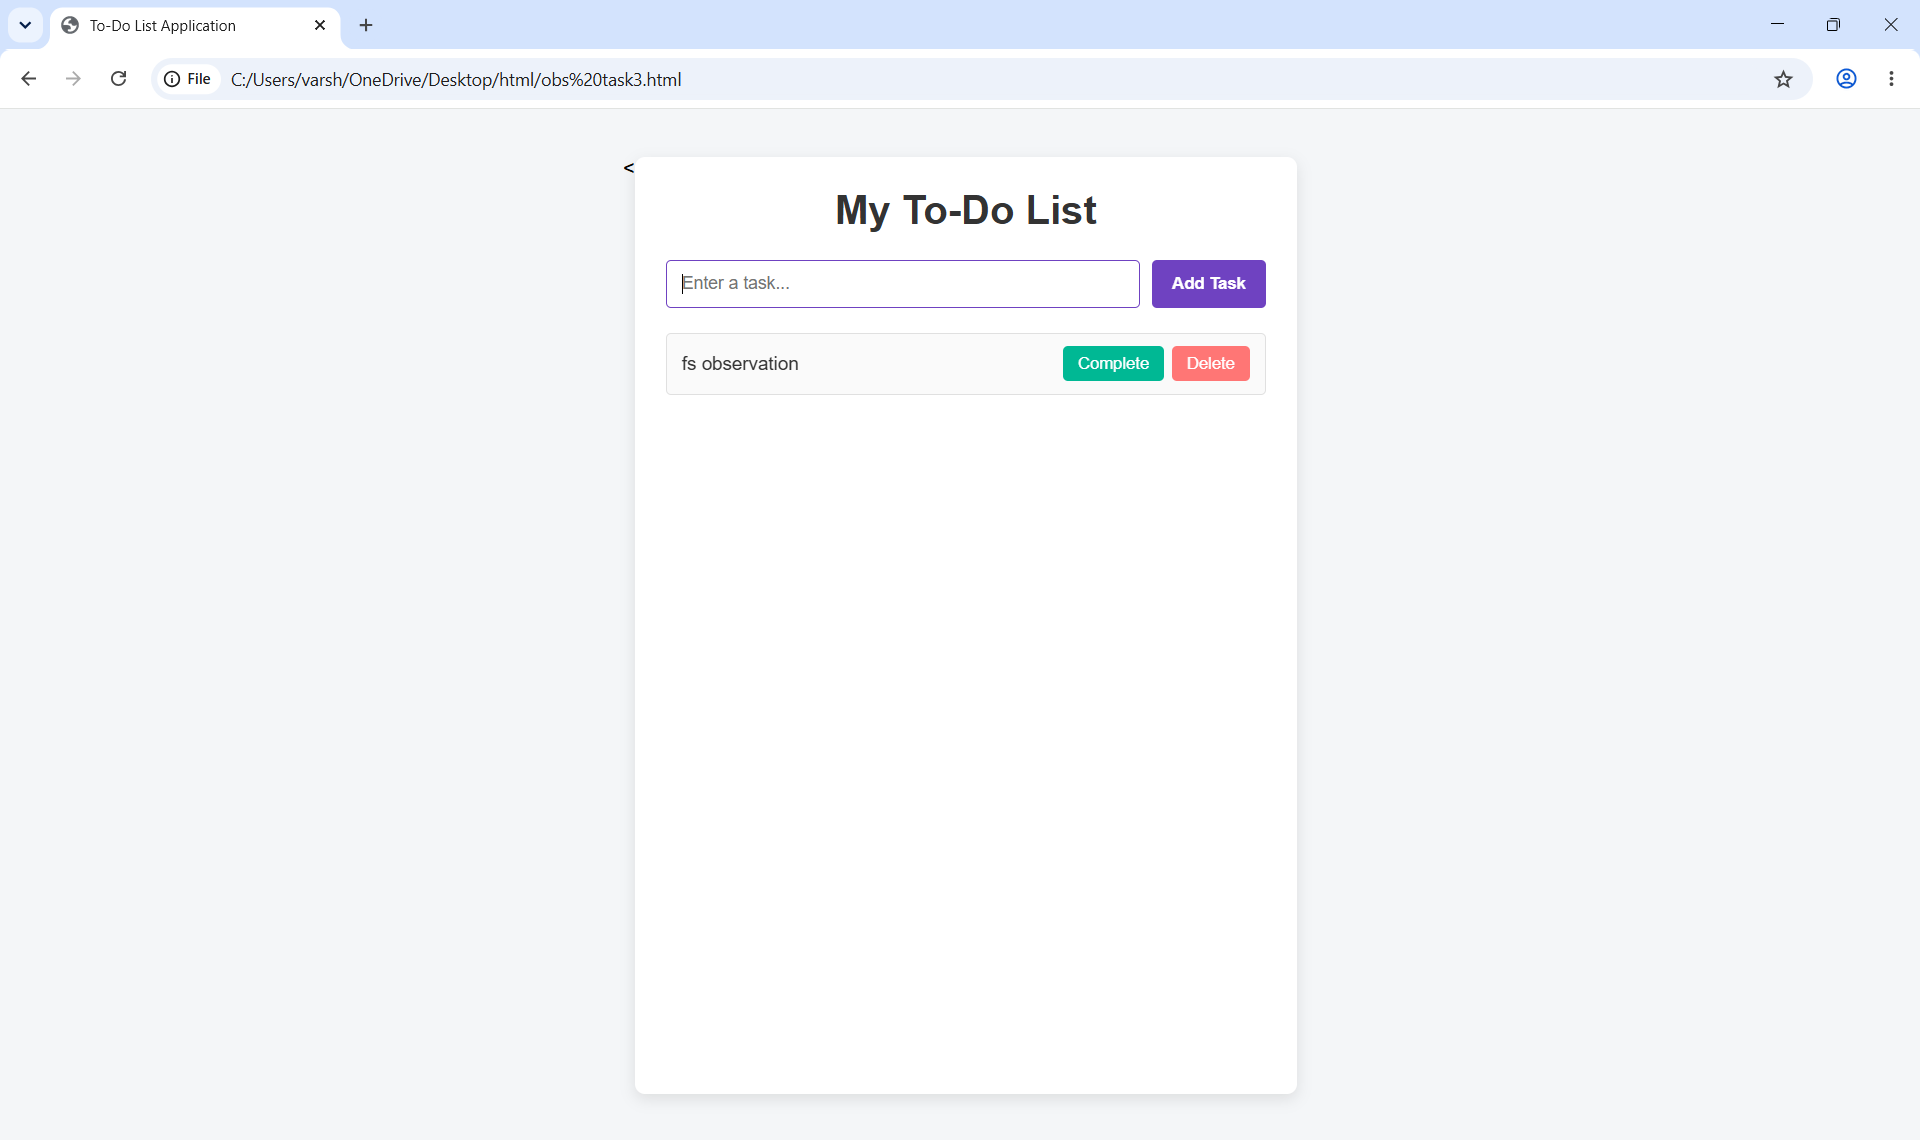 To-Do List Application
File C:/Users/varsh/OneDrive/Desktop/html/obs%20task3.html
<
My To-Do List
Enter a task... Add Task
fs observation Complete Delete